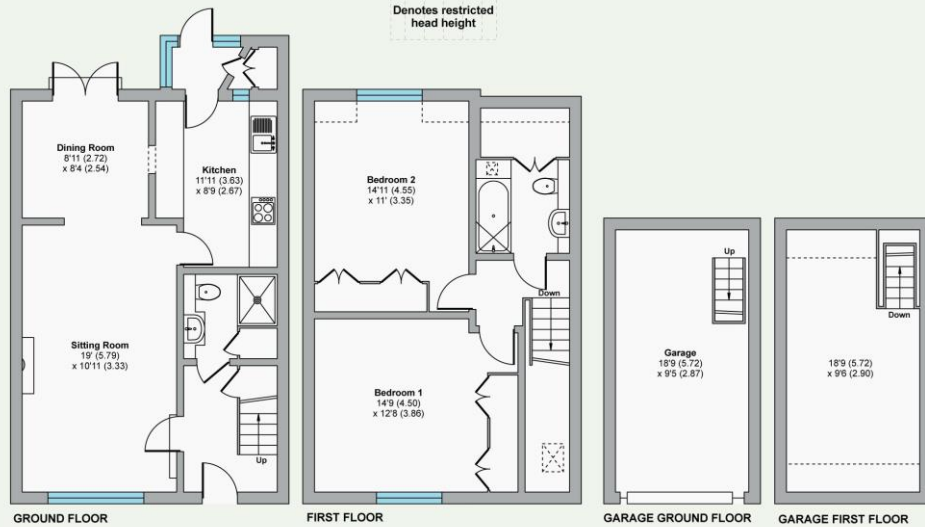 Denotes restricted
head height
Dining Room
8'11 (2.72)
x 8'4 (2.54)
Kitchen
11'11 (3.63)
x 8'9 (2.67)
Sitting Room
19' (5.79)
x 10'11 (3.33)
Up
GROUND FLOOR
Bedroom 2
14'11 (4.55)
x 11' (3.35)
Down
Bedroom 1
14'9 (4.50)
x 12'8 (3.86)
FIRST FLOOR
Up
Garage
18'9 (5.72)
x 9'5 (2.87)
GARAGE GROUND FLOOR
Down
18'9 (5.72)
x 9'6 (2.90)
GARAGE FIRST FLOOR